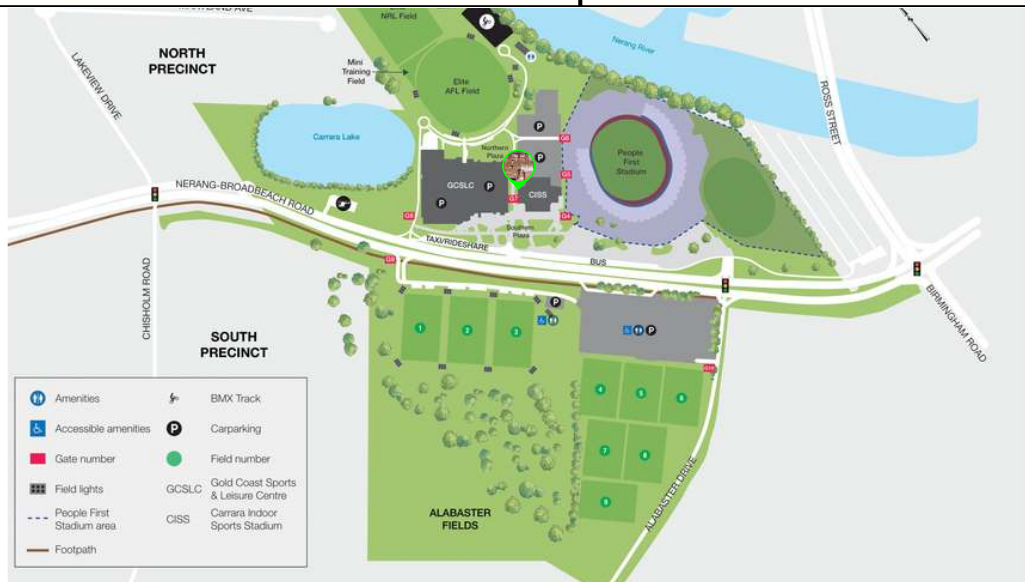 NRL Field
Nerang River
NORTH
PRECINCT
LAKEVIEW DRIVE
Mini
Training
Field
Elite
AFL Field
ROSS STREET
Carrara Lake
P
G6
Northern
Plaza
P
People
First
Stadium
GCSLC
P
G5
CISS
G7
P
G8
G4
Southern
Plaza
NERANG-BROADBEACH ROAD
TAXI/RIDESHARE
BUS
G9
CHISHOLM ROAD
BIRMINGHAM ROAD
P
1
2
3
P
SOUTH
PRECINCT
G10
4
5
6
7
8
9
ALABASTER DRIVE
ALABASTER
FIELDS
Amenities
BMX Track
Accessible amenities
P
Carparking
Gate number
Field number
Field lights
GCSLC
Gold Coast Sports
& Leisure Centre
People First
Stadium area
CISS
Carrara Indoor
Sports Stadium
Footpath